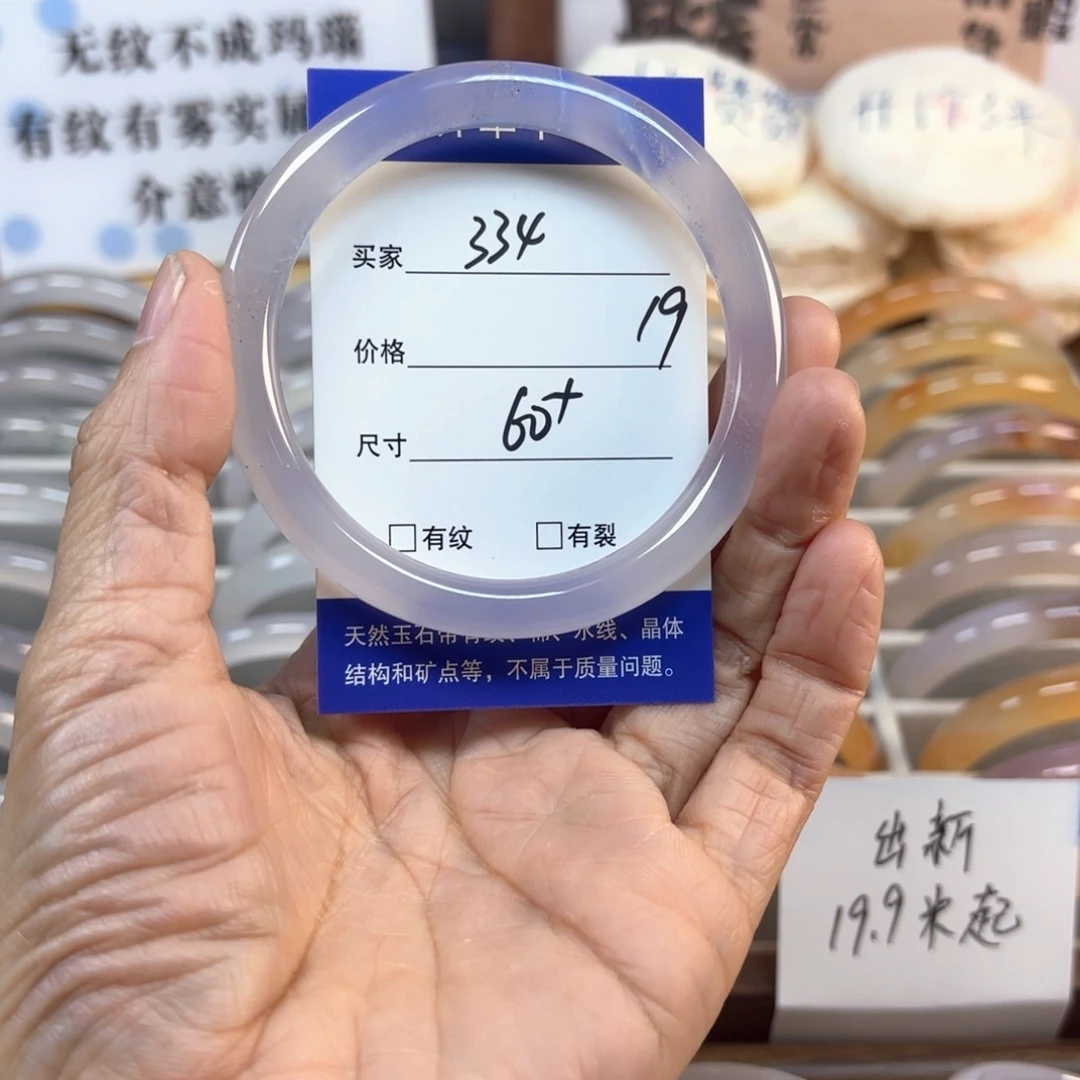 无纹不成玛瑙
有纹有雾实属
介意慎
买家 334
价格 19
尺寸 60+
□有纹 □有裂
天然玉石带有纹、棉、水线、晶体
结构和矿点等，不属于质量问题。
出新
19.9米起